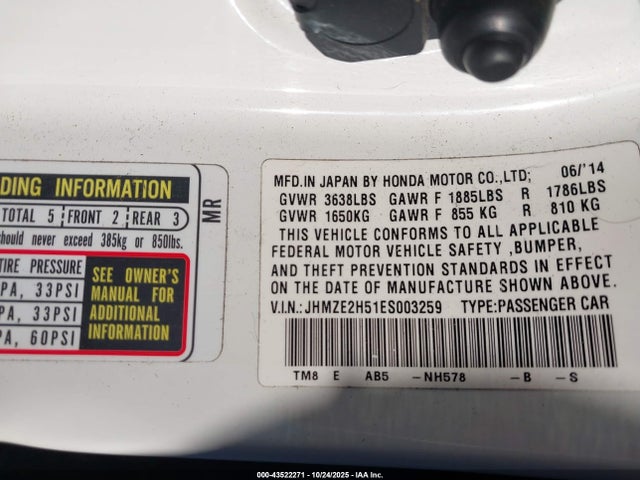 DING INFORMATION
TOTAL 5 FRONT 2 REAR 3
should never exceed 385kg or 850lbs.
TIRE PRESSURE
PA, 33PSI
PA, 33PSI
PA, 60PSI
SEE OWNER'S
MANUAL FOR
ADDITIONAL
INFORMATION
MR
MFD.IN JAPAN BY HONDA MOTOR CO.,LTD; 06/'14
GVWR 3638LBS GAWR F 1885LBS R 1786LBS
GVWR 1650KG GAWR F 855 KG R 810 KG
THIS VEHICLE CONFORMS TO ALL APPLICABLE
FEDERAL MOTOR VEHICLE SAFETY ,BUMPER,
AND THEFT PREVENTION STANDARDS IN EFFECT
ON THE DATE OF MANUFACTURE SHOWN ABOVE.
V.I.N.: JHMZE2H51ES003259 TYPE:PASSENGER CAR
TM8 E AB5 -NH578 -B -S
000-43522271 - 10/24/2025 - IAA Inc.